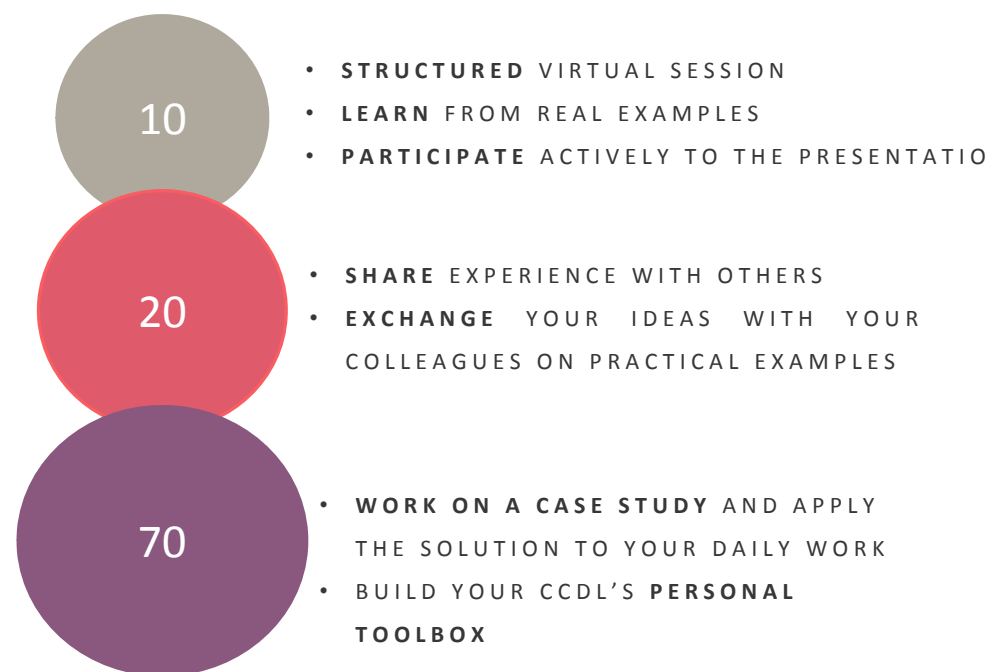 10
• STRUCTURED VIRTUAL SESSION
• LEARN FROM REAL EXAMPLES
• PARTICIPATE ACTIVELY TO THE PRESENTATIO
20
• SHARE EXPERIENCE WITH OTHERS
• EXCHANGE YOUR IDEAS WITH YOUR
COLLEAGUES ON PRACTICAL EXAMPLES
70
• WORK ON A CASE STUDY AND APPLY
THE SOLUTION TO YOUR DAILY WORK
• BUILD YOUR CCDL’S PERSONAL
TOOLBOX